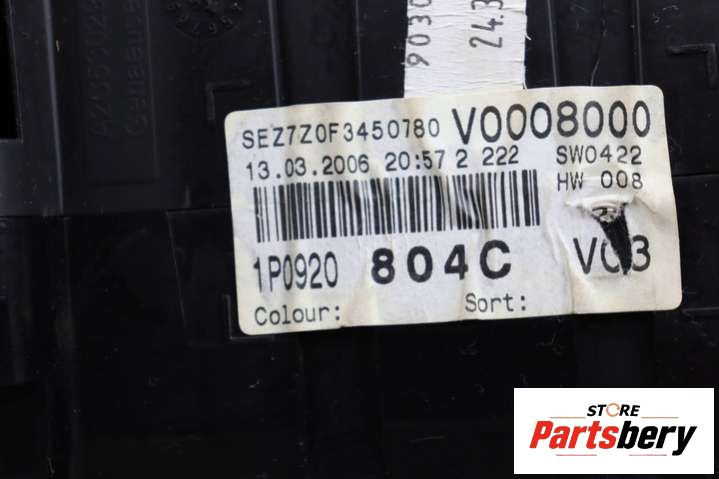 9030
24.3
SEZ7Z0F3450780 V0008000
13.03.2006 20:57 2 222 SW0422
HW 008
1P0920 804C V03
Colour: Sort:
STORE
Partsbery